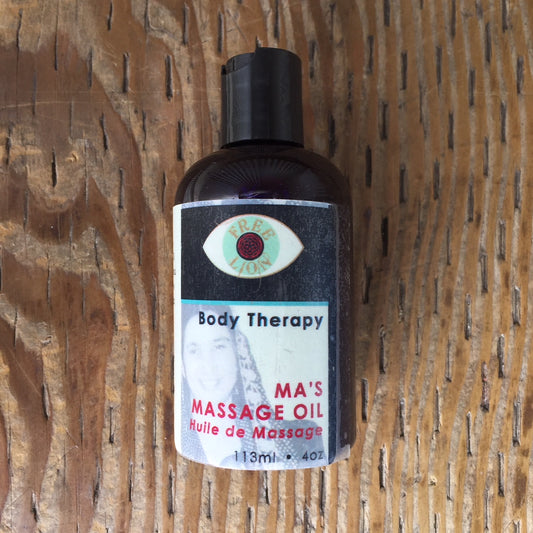 FREE
LION
Body Therapy
MA'S
MASSAGE OIL
Huile de Massage
113ml • 4oz